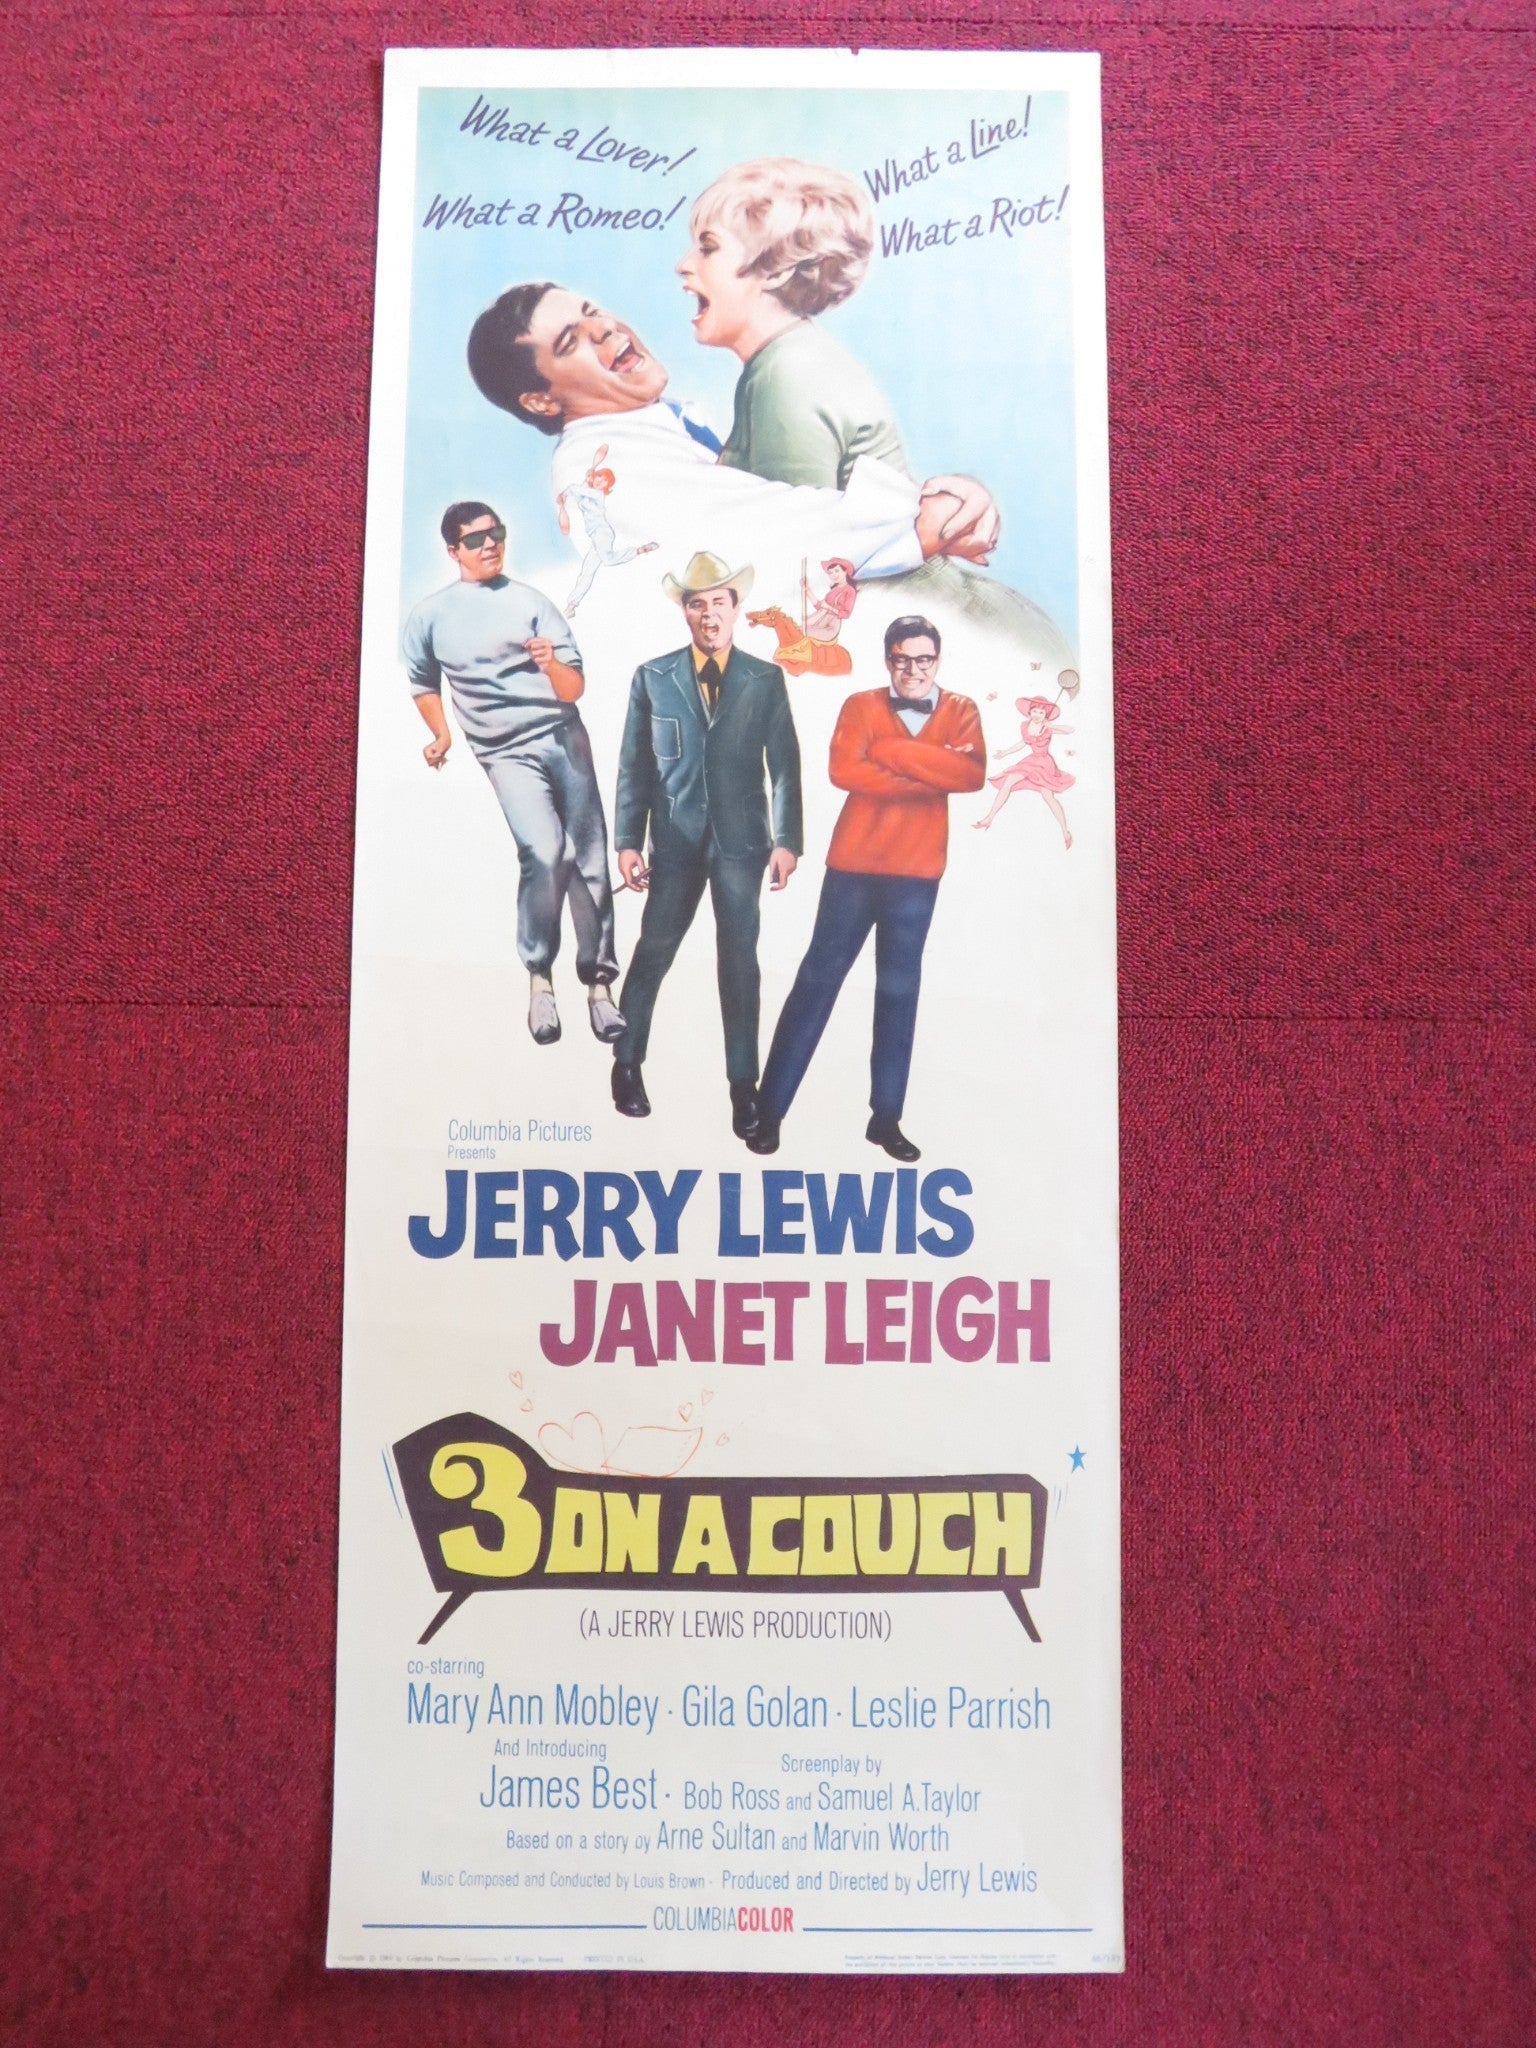 What a Lover!
What a Romeo!
What a Line!
What a Riot!
Columbia Pictures
Presents
JERRY LEWIS
JANET LEIGH
3 ON A COUCH
(A JERRY LEWIS PRODUCTION)
co-starring
Mary Ann Mobley · Gila Golan · Leslie Parrish
And Introducing
James Best ·
Screenplay by
Bob Ross and Samuel A. Taylor
Based on a story by Arne Sultan and Marvin Worth
Music Composed and Conducted by Louis Brown - Produced and Directed by Jerry Lewis
COLUMBIACOLOR
PRINTED IN U.S.A.